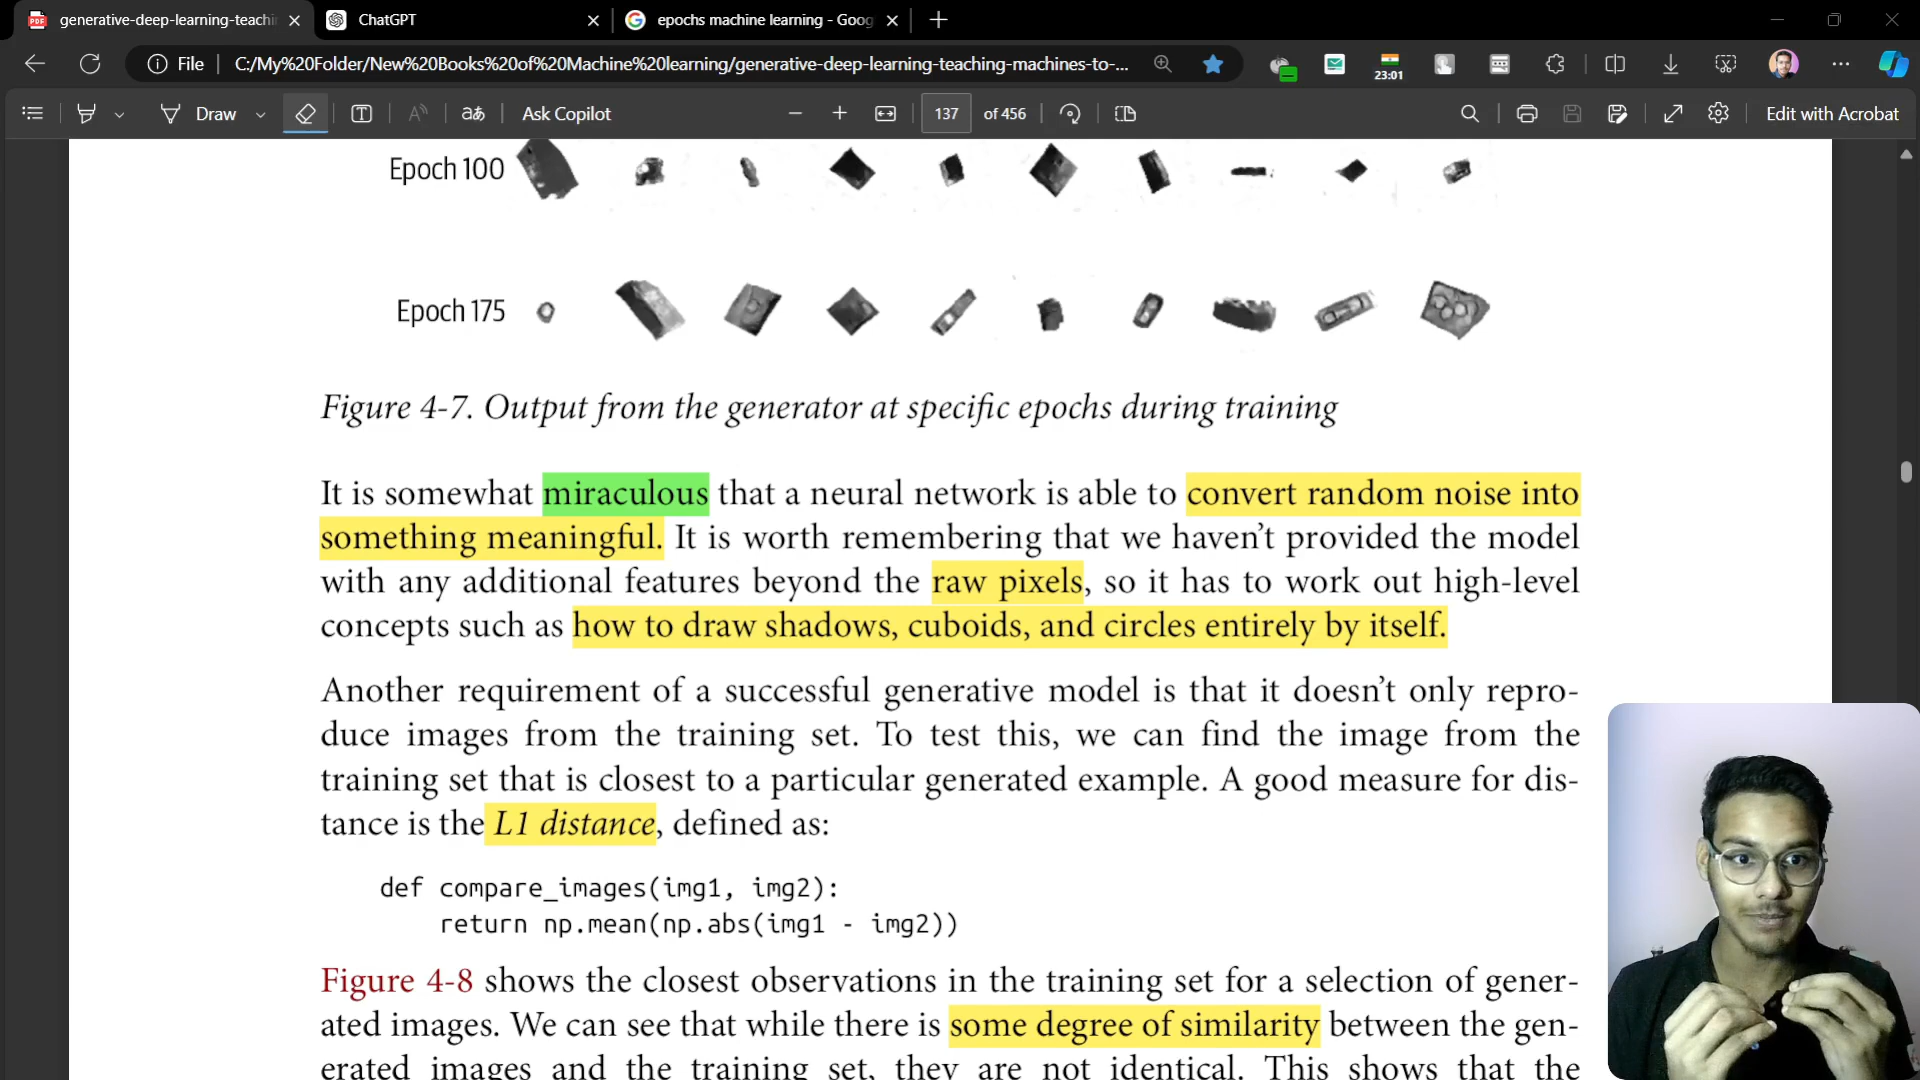 generative-deep-learning-teachi
ChatGPT
epochs machine learning - Goog
File
C:/My%20Folder/New%20Books%20of%20Machine%20learning/generative-deep-learning-teaching-machines-to-...
23:01
Draw
Ask Copilot
137 of 456
Edit with Acrobat
Epoch 100
Epoch 175
Figure 4-7. Output from the generator at specific epochs during training
It is somewhat miraculous that a neural network is able to convert random noise into
something meaningful. It is worth remembering that we haven’t provided the model
with any additional features beyond the raw pixels, so it has to work out high-level
concepts such as how to draw shadows, cuboids, and circles entirely by itself.
Another requirement of a successful generative model is that it doesn’t only repro-
duce images from the training set. To test this, we can find the image from the
training set that is closest to a particular generated example. A good measure for dis-
tance is the L1 distance, defined as:
def compare_images(img1, img2):
return np.mean(np.abs(img1 - img2))
Figure 4-8 shows the closest observations in the training set for a selection of gener-
ated images. We can see that while there is some degree of similarity between the gen-
erated images and the training set, they are not identical. This shows that the